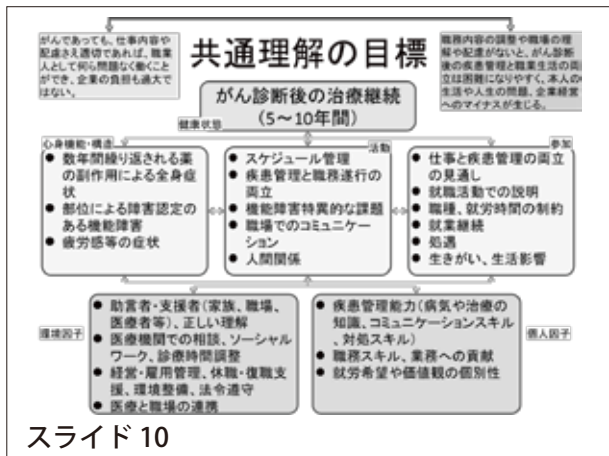 がんであっても、仕事内容や
配慮さえ適切であれば、職業
人として何ら問題なく働くこと
ができ、企業の負担も過大で
はない。
共通理解の目標
職務内容の調整や職場の理
解や配慮がないと、がん診断
後の疾患管理と職業生活の両
立は困難になりやすく、本人の
生活や人生の問題、企業経営
へのマイナスが生じる。
がん診断後の治療継続
(5~10年間)
健康状態
心身機能・構造
● 数年間繰り返される薬
の副作用による全身症
状
● 部位による障害認定の
ある機能障害
● 疲労感等の症状
活動
● スケジュール管理
● 疾患管理と職務遂行の
両立
● 機能障害特異的な課題
● 職場でのコミュニケー
ション
● 人間関係
参加
● 仕事と疾患管理の両立
の見通し
● 就職活動での説明
● 職種、就労時間の制約
● 就業継続
● 処遇
● 生きがい、生活影響
環境因子
● 助言者・支援者(家族、職場、
医療者等)、正しい理解
● 医療機関での相談、ソーシャル
ワーク、診療時間調整
● 経営・雇用管理、休職・復職支
援、環境整備、法令遵守
● 医療と職場の連携
● 疾患管理能力(病気や治療の
知識、コミュニケーションスキル
、対処スキル)
● 職務スキル、業務への貢献
● 就労希望や価値観の個別性
個人因子
スライド 10